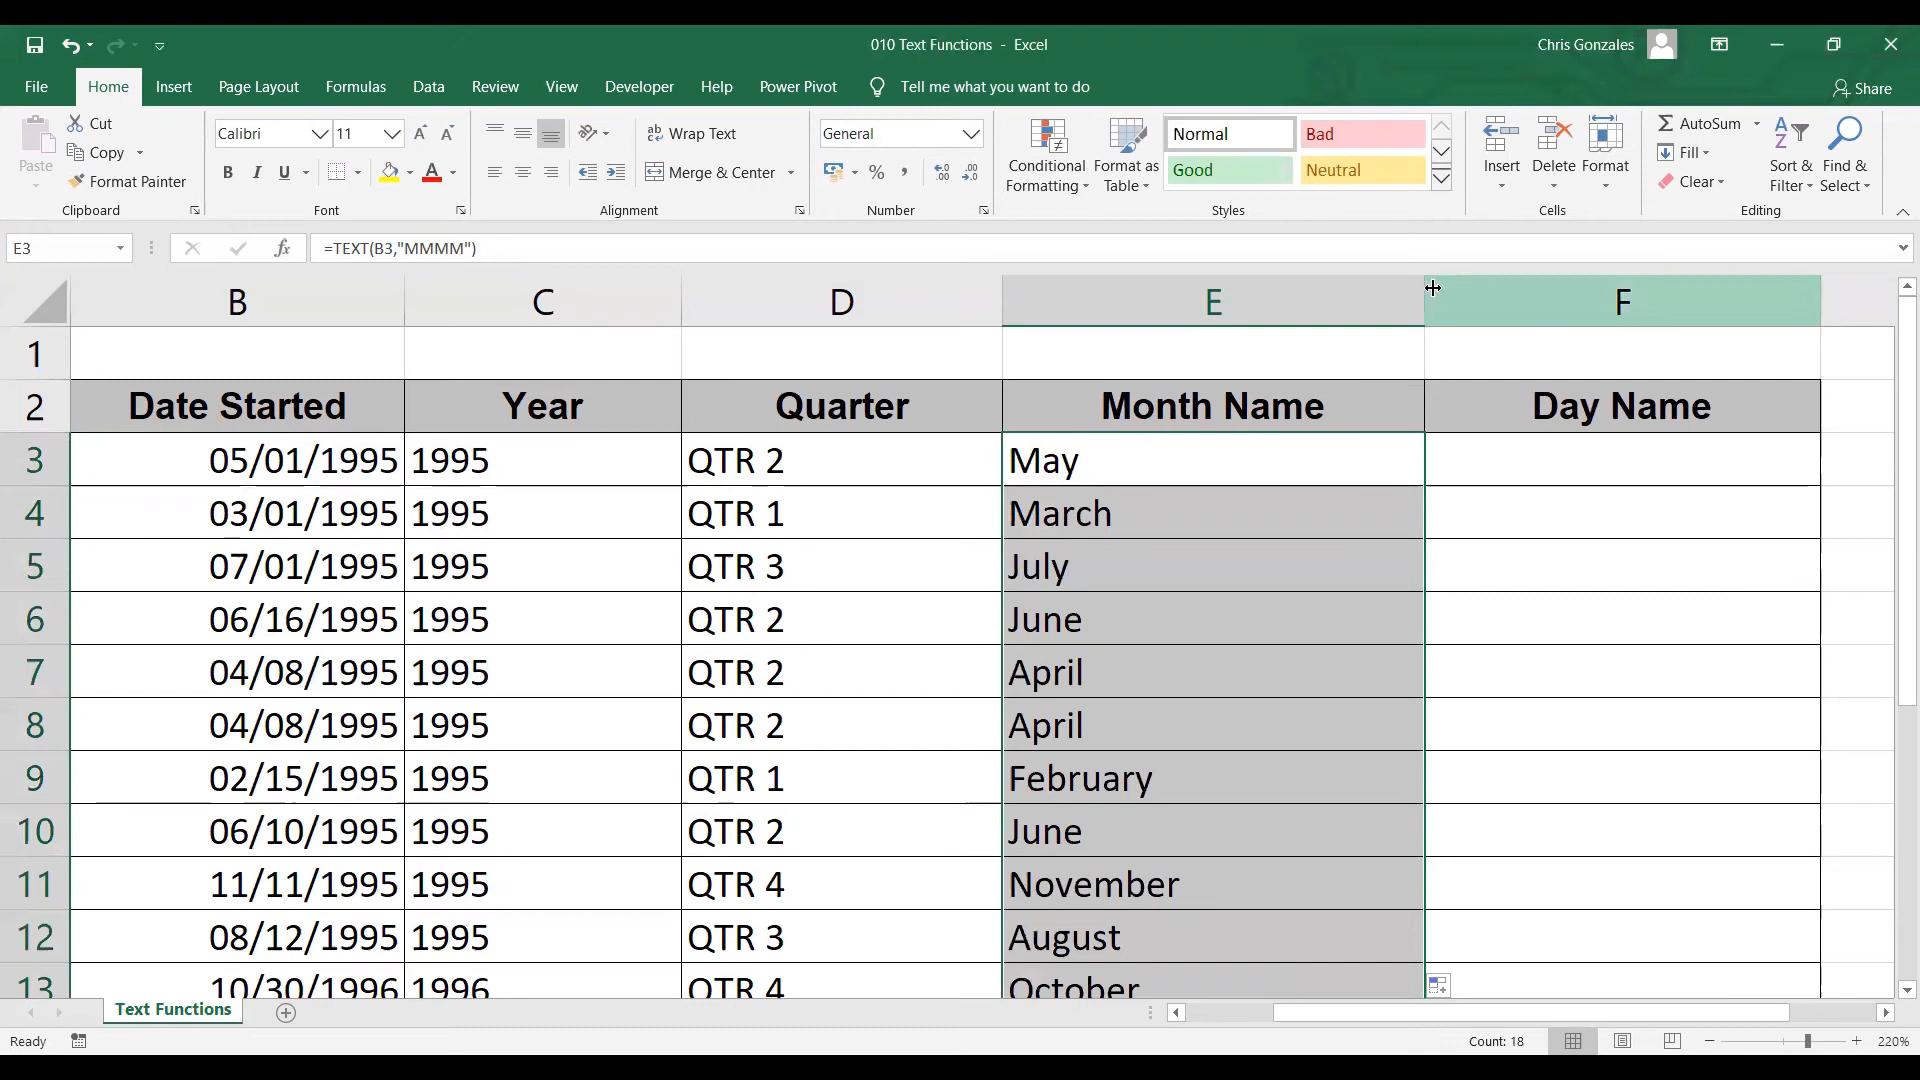 010 Text Functions - Excel
Chris Gonzales
File Home Insert Page Layout Formulas Data Review View Developer Help Power Pivot Tell me what you want to do
Share
Paste
Cut
Copy
Format Painter
Clipboard
Calibri 11
B I U
Font
Wrap Text
Merge & Center
Alignment
General
Number
Conditional Formatting
Format as Table
Normal Bad
Good Neutral
Styles
Insert Delete Format
Cells
AutoSum
Fill
Clear
Sort & Filter
Find & Select
Editing
E3 fx =TEXT(B3,"MMMM")
B C D E F
1
2 Date Started Year Quarter Month Name Day Name
3 05/01/1995 1995 QTR 2 May
4 03/01/1995 1995 QTR 1 March
5 07/01/1995 1995 QTR 3 July
6 06/16/1995 1995 QTR 2 June
7 04/08/1995 1995 QTR 2 April
8 04/08/1995 1995 QTR 2 April
9 02/15/1995 1995 QTR 1 February
10 06/10/1995 1995 QTR 2 June
11 11/11/1995 1995 QTR 4 November
12 08/12/1995 1995 QTR 3 August
13 10/30/1996 1996 QTR 4 October
Text Functions
Ready Count: 18 220%